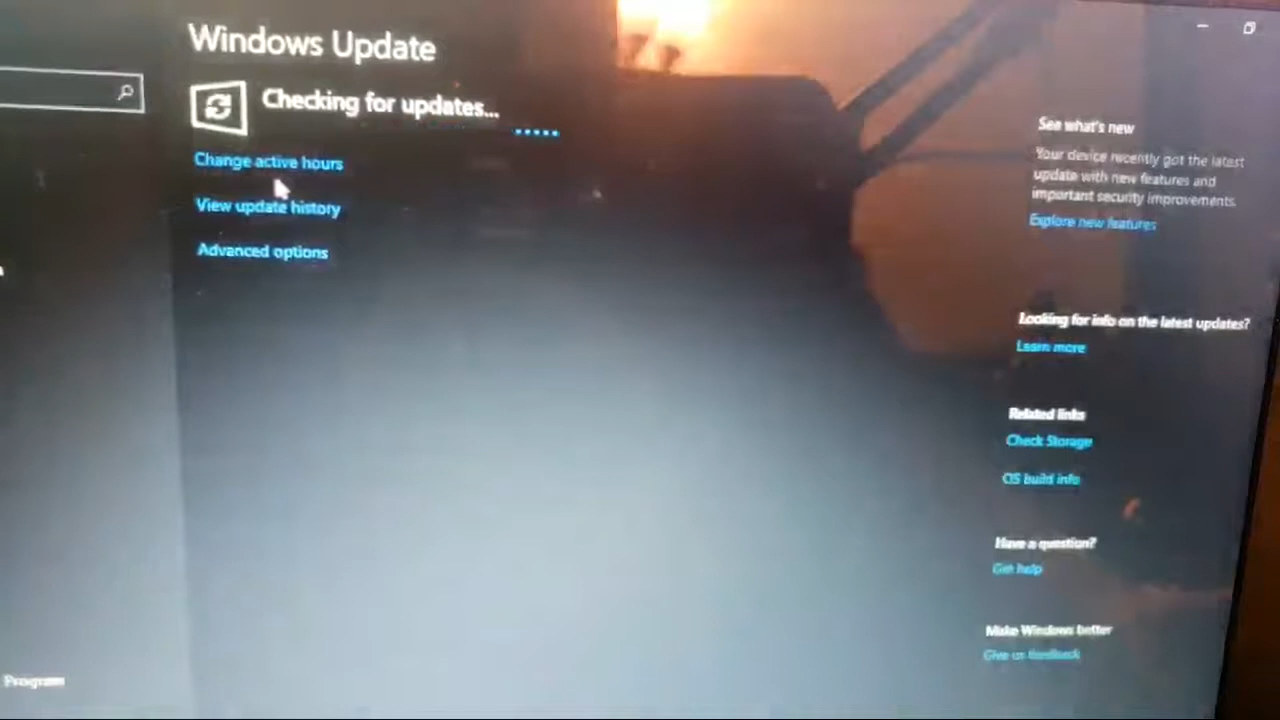 Windows Update
Checking for updates...
Change active hours
View update history
Advanced options
See what's new
Your device recently got the latest
update with new features and
important security improvements.
Explore new features
Looking for info on the latest updates?
Learn more
Related links
Check Storage
OS build info
Have a question?
Get help
Make Windows better
Give us feedback
Program